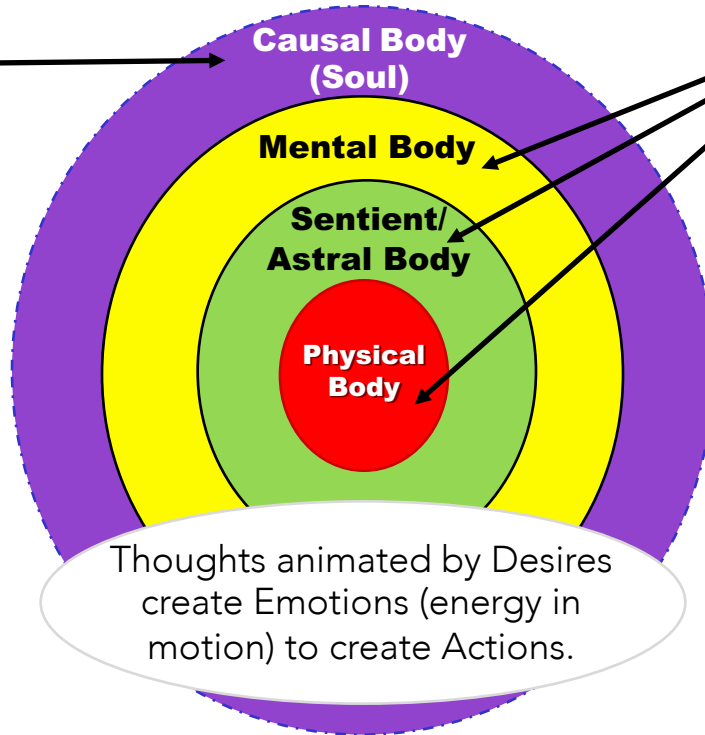 Causal Body
(Soul)
Mental Body
Sentient/
Astral Body
Physical
Body
Thoughts animated by Desires
create Emotions (energy in
motion) to create Actions.